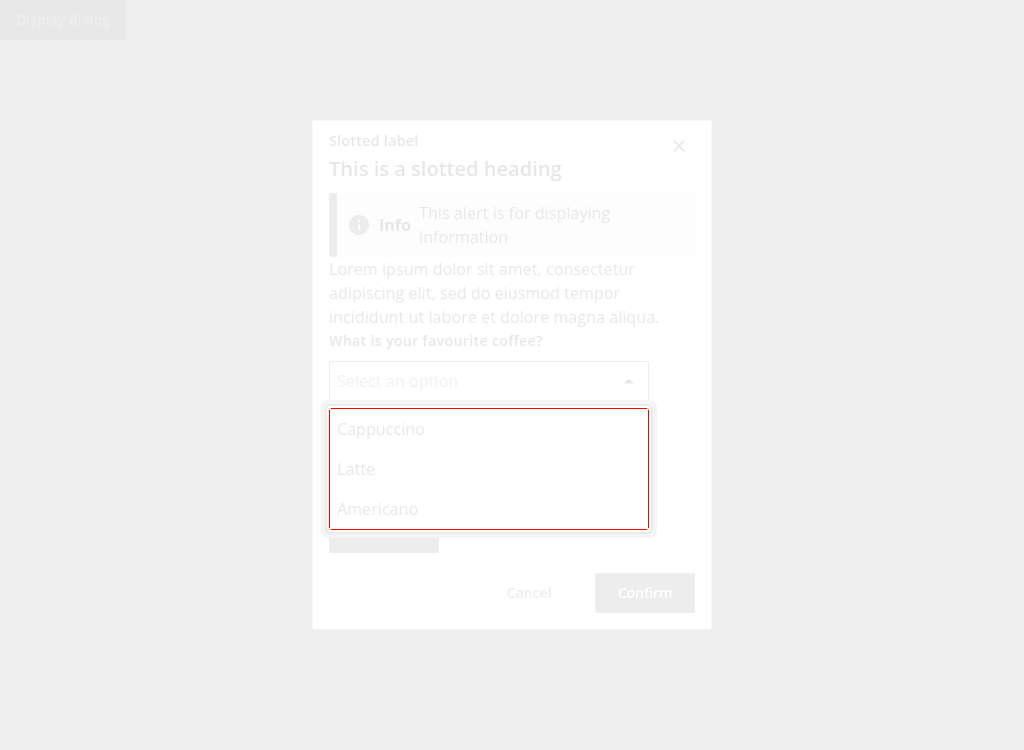 Display dialog
Slotted label
This is a slotted heading
Info
This alert is for displaying
information
Lorem ipsum dolor sit amet, consectetur
adipiscing elit, sed do eiusmod tempor
incididunt ut labore et dolore magna aliqua.
What is your favourite coffee?
Select an option
Cappuccino
Latte
Americano
Cancel
Confirm